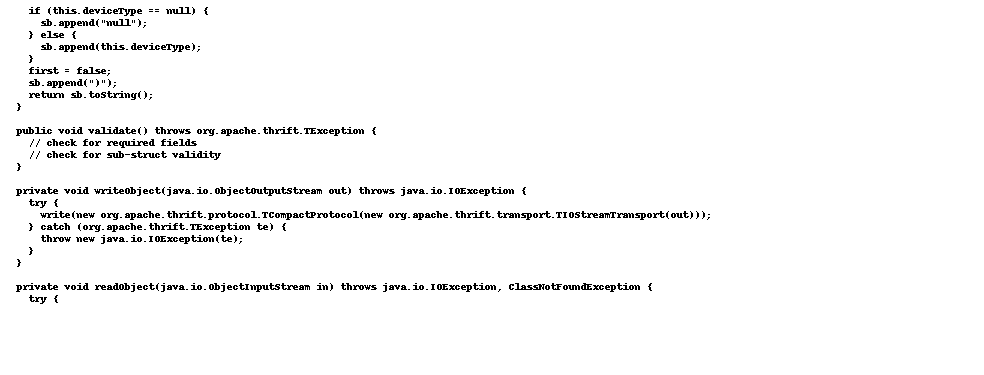 if (this.deviceType == null) {
      sb.append("null");
    } else {
      sb.append(this.deviceType);
    }
    first = false;
    sb.append(")");
    return sb.toString();
  }

  public void validate() throws org.apache.thrift.TException {
    // check for required fields
    // check for sub-struct validity
  }

  private void writeObject(java.io.ObjectOutputStream out) throws java.io.IOException {
    try {
      write(new org.apache.thrift.protocol.TCompactProtocol(new org.apache.thrift.transport.TIOStreamTransport(out)));
    } catch (org.apache.thrift.TException te) {
      throw new java.io.IOException(te);
    }
  }

  private void readObject(java.io.ObjectInputStream in) throws java.io.IOException, ClassNotFoundException {
    try {